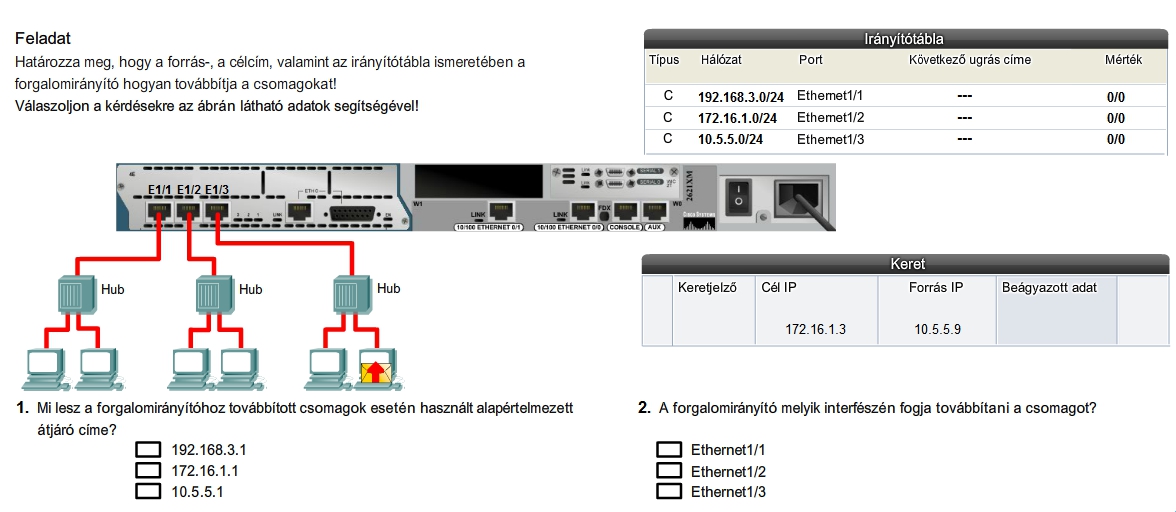 Feladat
Határozza meg, hogy a forrás-, a célcím, valamint az irányítótábla ismeretében a
forgalomirányító hogyan továbbítja a csomagokat!
Válaszoljon a kérdésekre az ábrán látható adatok segítségével!
Irányítótábla
Típus Hálózat Port Következő ugrás címe Mérték
C 192.168.3.0/24 Ethernet1/1 --- 0/0
C 172.16.1.0/24 Ethernet1/2 --- 0/0
C 10.5.5.0/24 Ethernet1/3 --- 0/0
E1/1 E1/2 E1/3
ETH 0
LINK
W1
LINK
10/100 ETHERNET 0/1
LINK
FDX
W0
10/100 ETHERNET 0/0
CONSOLE
AUX
2621XM
Cisco Systems
Hub
Hub
Hub
Keret
Keretjelző Cél IP Forrás IP Beágyazott adat
172.16.1.3 10.5.5.9
1. Mi lesz a forgalomirányítóhoz továbbított csomagok esetén használt alapértelmezett
átjáró címe?
192.168.3.1
172.16.1.1
10.5.5.1
2. A forgalomirányító melyik interfészén fogja továbbítani a csomagot?
Ethernet1/1
Ethernet1/2
Ethernet1/3